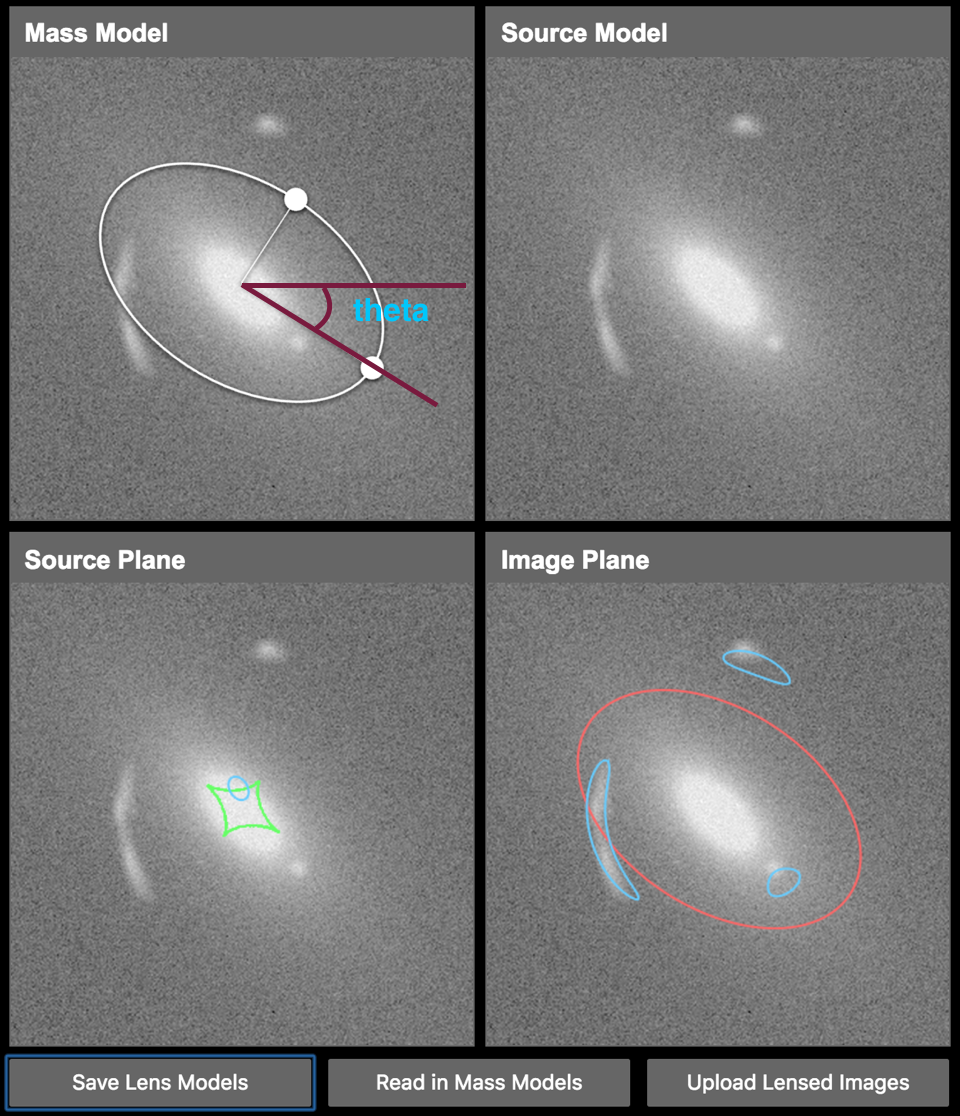 Mass Model
Source Model
theta
Source Plane
Image Plane
Save Lens Models
Read in Mass Models
Upload Lensed Images